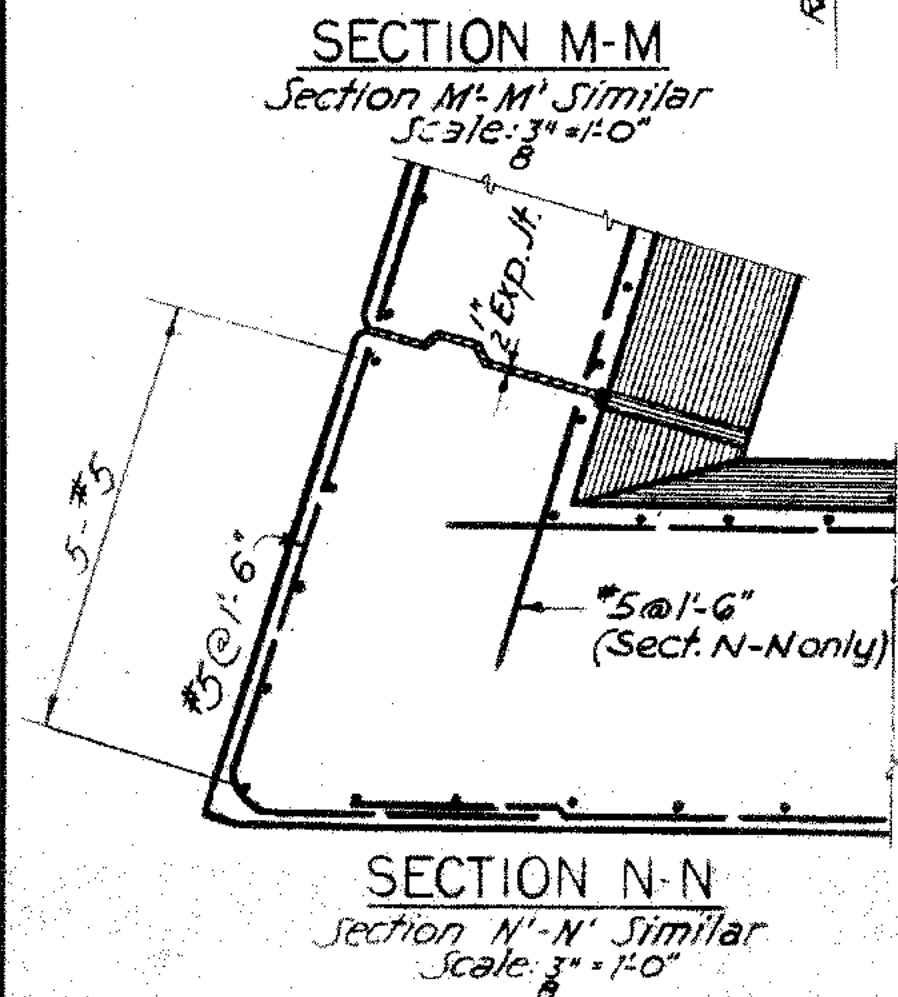 SECTION M-M
Section M'-M' Similar
Scale: 3/8" = 1'-0"
1/2" Exp. Jt.
5-#5
#5@1'-6"
#5@1'-6"
(Sect. N-N only)
SECTION N-N
Section N'-N' Similar
Scale: 3/8" = 1'-0"